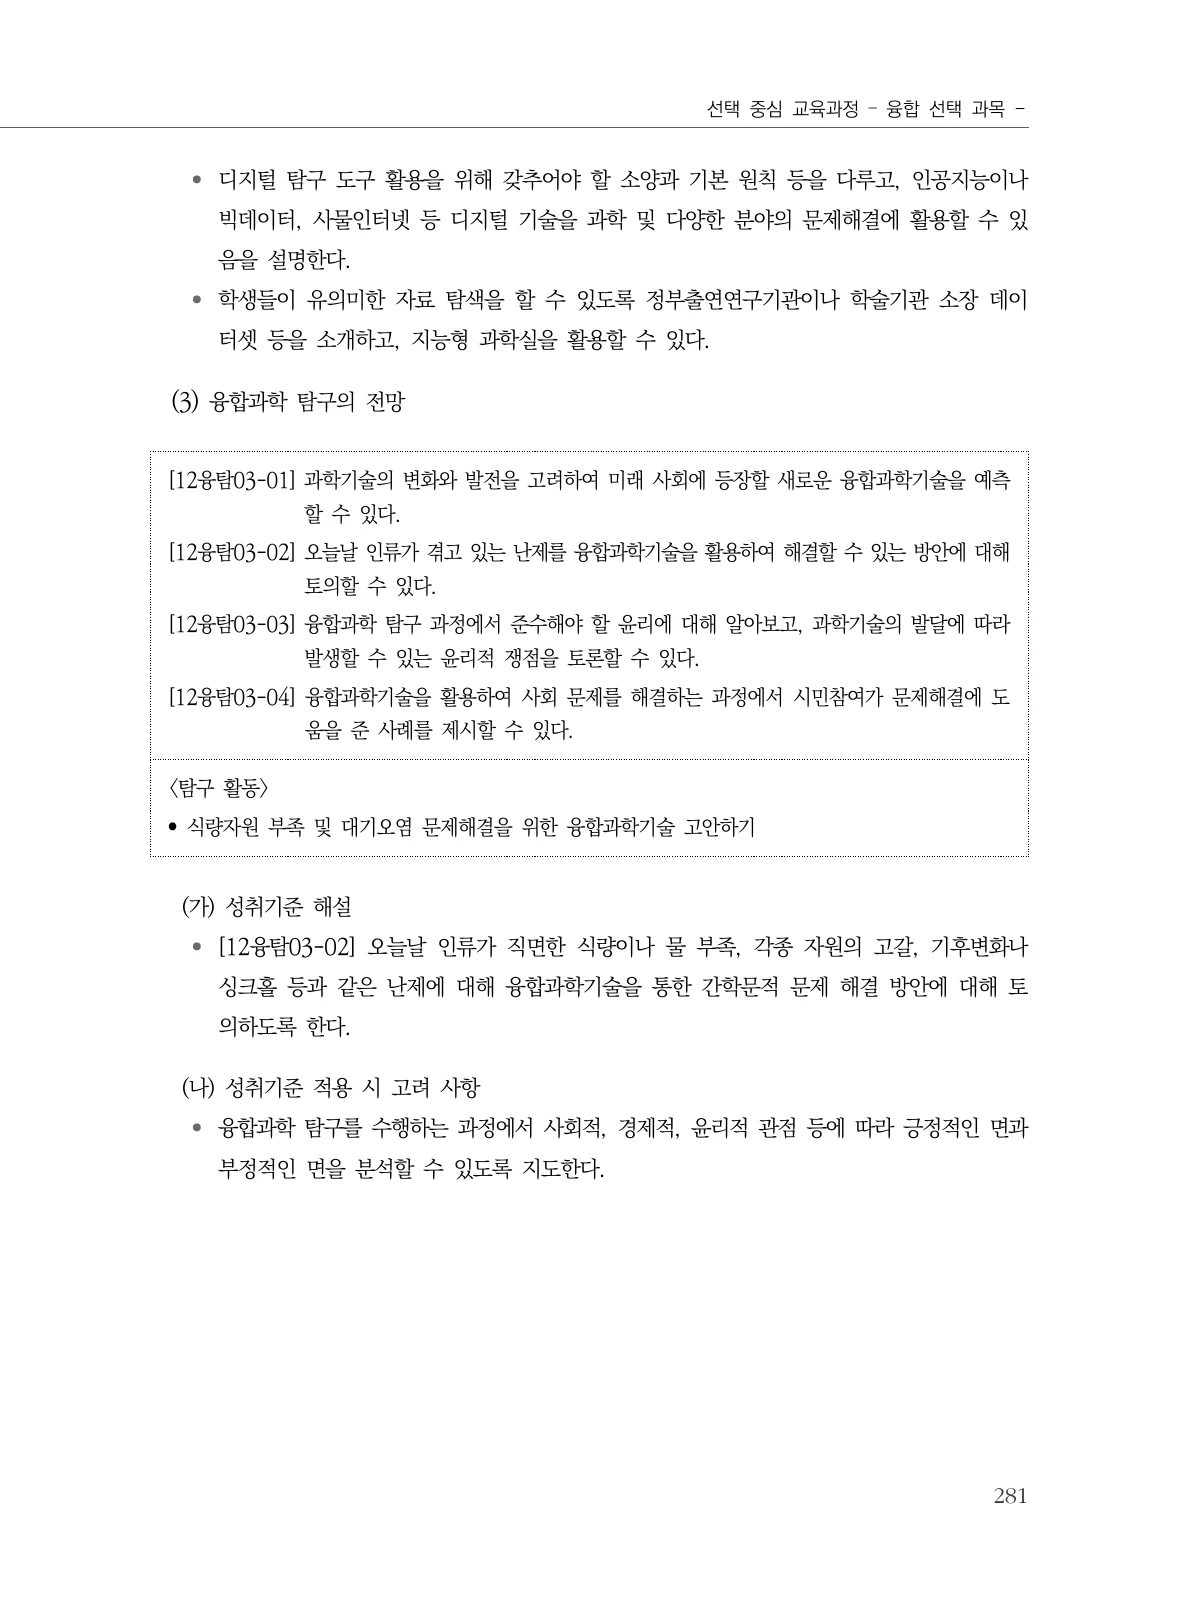 선택 중심 교육과정 - 융합 선택 과목 -
• 디지털 탐구 도구 활용을 위해 갖추어야 할 소양과 기본 원칙 등을 다루고, 인공지능이나
빅데이터, 사물인터넷 등 디지털 기술을 과학 및 다양한 분야의 문제해결에 활용할 수 있
음을 설명한다.
• 학생들이 유의미한 자료 탐색을 할 수 있도록 정부출연연구기관이나 학술기관 소장 데이
터셋 등을 소개하고, 지능형 과학실을 활용할 수 있다.
(3) 융합과학 탐구의 전망
[12융탐03-01] 과학기술의 변화와 발전을 고려하여 미래 사회에 등장할 새로운 융합과학기술을 예측
할 수 있다.
[12융탐03-02] 오늘날 인류가 겪고 있는 난제를 융합과학기술을 활용하여 해결할 수 있는 방안에 대해
토의할 수 있다.
[12융탐03-03] 융합과학 탐구 과정에서 준수해야 할 윤리에 대해 알아보고, 과학기술의 발달에 따라
발생할 수 있는 윤리적 쟁점을 토론할 수 있다.
[12융탐03-04] 융합과학기술을 활용하여 사회 문제를 해결하는 과정에서 시민참여가 문제해결에 도
움을 준 사례를 제시할 수 있다.
〈탐구 활동〉
• 식량자원 부족 및 대기오염 문제해결을 위한 융합과학기술 고안하기
(가) 성취기준 해설
• [12융탐03-02] 오늘날 인류가 직면한 식량이나 물 부족, 각종 자원의 고갈, 기후변화나
싱크홀 등과 같은 난제에 대해 융합과학기술을 통한 간학문적 문제 해결 방안에 대해 토
의하도록 한다.
(나) 성취기준 적용 시 고려 사항
• 융합과학 탐구를 수행하는 과정에서 사회적, 경제적, 윤리적 관점 등에 따라 긍정적인 면과
부정적인 면을 분석할 수 있도록 지도한다.
281